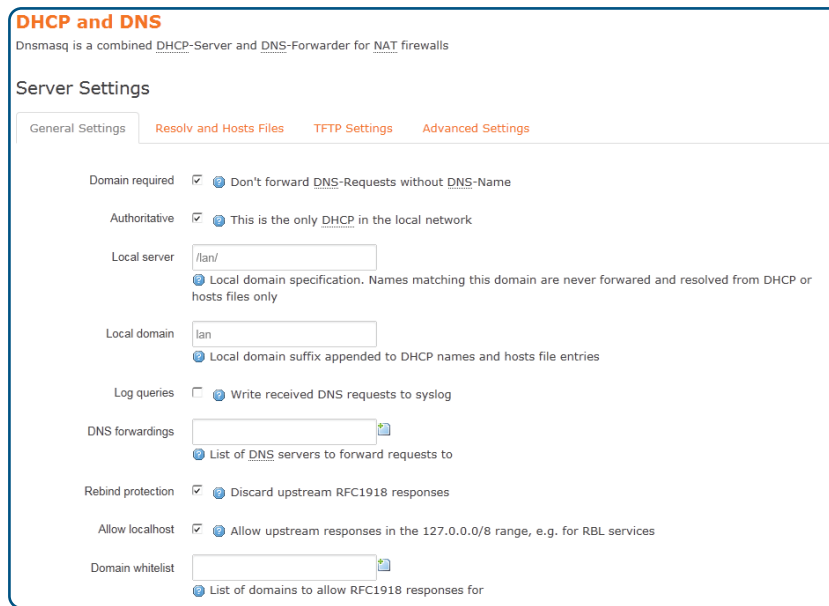 DHCP and DNS
Dnsmasq is a combined DHCP-Server and DNS-Forwarder for NAT firewalls
Server Settings
General Settings Resolv and Hosts Files TFTP Settings Advanced Settings
Domain required Don't forward DNS-Requests without DNS-Name
Authoritative This is the only DHCP in the local network
Local server /lan/
Local domain specification. Names matching this domain are never forwared and resolved from DHCP or
hosts files only
Local domain lan
Local domain suffix appended to DHCP names and hosts file entries
Log queries Write received DNS requests to syslog
DNS forwardings
List of DNS servers to forward requests to
Rebind protection Discard upstream RFC1918 responses
Allow localhost Allow upstream responses in the 127.0.0.0/8 range, e.g. for RBL services
Domain whitelist
List of domains to allow RFC1918 responses for